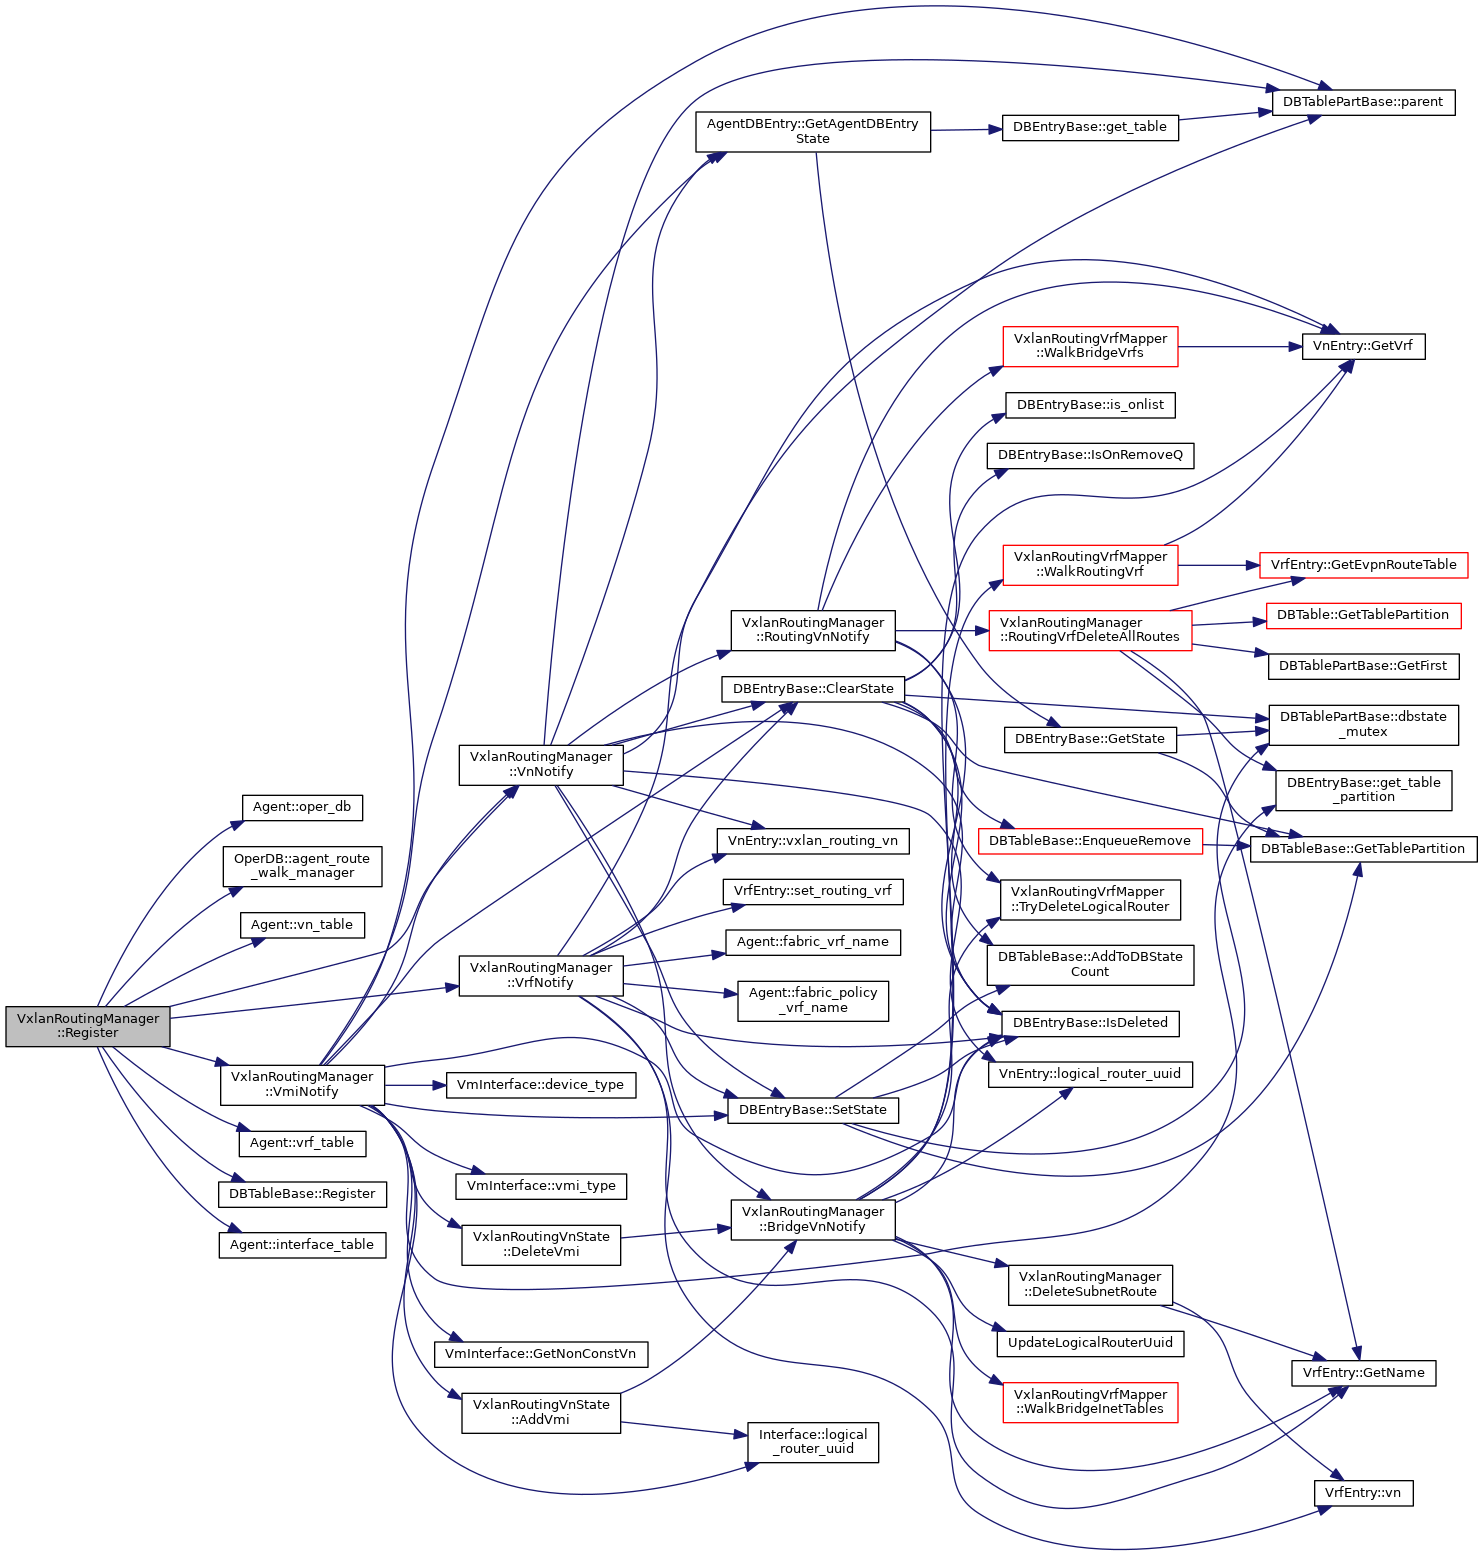 DBTablePartBase::parent
AgentDBEntry::GetAgentDBEntry
State
DBEntryBase::get_table
VnEntry::GetVrf
VxlanRoutingVrfMapper
::WalkBridgeVrfs
DBEntryBase::is_onlist
DBEntryBase::IsOnRemoveQ
VxlanRoutingVrfMapper
::WalkRoutingVrf
VrfEntry::GetEvpnRouteTable
DBTable::GetTablePartition
VxlanRoutingManager
::RoutingVnNotify
VxlanRoutingManager
::RoutingVrfDeleteAllRoutes
DBTablePartBase::GetFirst
DBEntryBase::ClearState
DBTablePartBase::dbstate
_mutex
DBEntryBase::GetState
VxlanRoutingManager
::VnNotify
DBEntryBase::get_table
_partition
Agent::oper_db
VnEntry::vxlan_routing_vn
DBTableBase::EnqueueRemove
DBTableBase::GetTablePartition
OperDB::agent_route
_walk_manager
VrfEntry::set_routing_vrf
VxlanRoutingVrfMapper
::TryDeleteLogicalRouter
Agent::vn_table
Agent::fabric_vrf_name
DBTableBase::AddToDBState
Count
VxlanRoutingManager
::VrfNotify
Agent::fabric_policy
_vrf_name
VxlanRoutingManager
::Register
DBEntryBase::IsDeleted
VxlanRoutingManager
::VmiNotify
VmInterface::device_type
VnEntry::logical_router_uuid
DBEntryBase::SetState
Agent::vrf_table
DBTableBase::Register
VmInterface::vmi_type
VxlanRoutingManager
::BridgeVnNotify
Agent::interface_table
VxlanRoutingVnState
::DeleteVmi
VxlanRoutingManager
::DeleteSubnetRoute
UpdateLogicalRouterUuid
VmInterface::GetNonConstVn
VrfEntry::GetName
VxlanRoutingVnState
::AddVmi
VxlanRoutingVrfMapper
::WalkBridgeInetTables
Interface::logical
_router_uuid
VrfEntry::vn